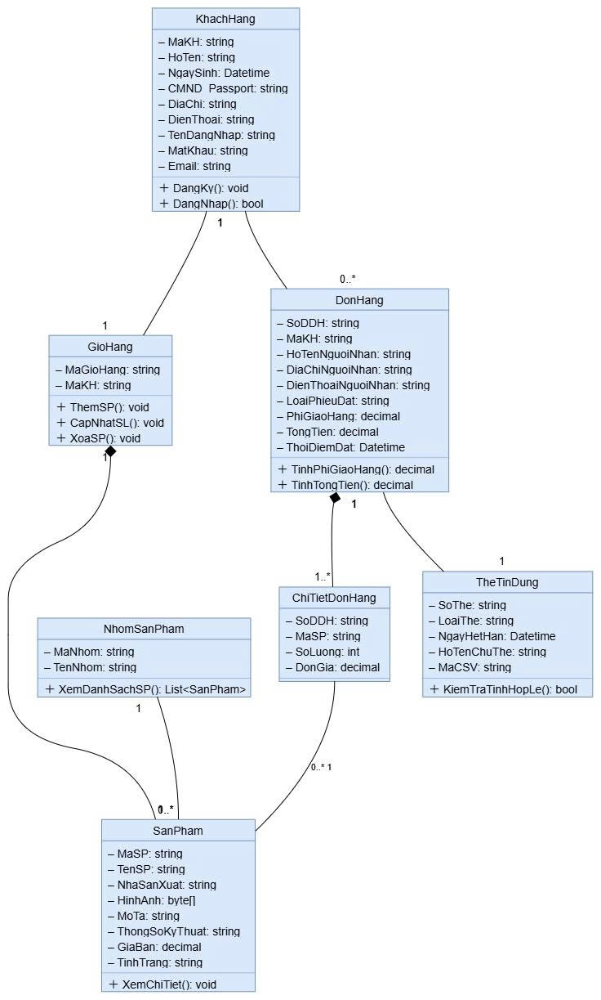 KhachHang
– MaKH: string
– HoTen: string
– NgaySinh: Datetime
– CMND Passport: string
– DiaChi: string
– DienThoai: string
– TenDangNhap: string
– MatKhau: string
– Email: string
+ DangKy(): void
+ DangNhap(): bool
1
0..*
DonHang
– SoDDH: string
– MaKH: string
– HoTenNguoiNhan: string
– DiaChiNguoiNhan: string
– DienThoaiNguoiNhan: string
– LoaiPhieuDat: string
– PhiGiaoHang: decimal
– TongTien: decimal
– ThoiDiemDat: Datetime
+ TinhPhiGiaoHang(): decimal
+ TinhTongTien(): decimal
1
1
GioHang
– MaGioHang: string
– MaKH: string
+ ThemSP(): void
+ CapNhatSL(): void
+ XoaSP(): void
1
1..*
ChiTietDonHang
– SoDDH: string
– MaSP: string
– SoLuong: int
– DonGia: decimal
1
TheTinDung
– SoThe: string
– LoaiThe: string
– NgayHetHan: Datetime
– HoTenChuThe: string
– MaCSV: string
+ KiemTraTinhHopLe(): bool
NhomSanPham
– MaNhom: string
– TenNhom: string
+ XemDanhSachSP(): List<SanPham>
1
0..* 1
..*
SanPham
– MaSP: string
– TenSP: string
– NhaSanXuat: string
– HinhAnh: byte[]
– MoTa: string
– ThongSoKyThuat: string
– GiaBan: decimal
– TinhTrang: string
+ XemChiTiet(): void